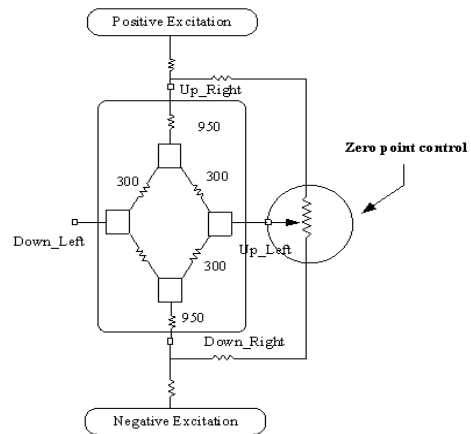 Positive Excitation
Up_Right
950
Zero point control
300
300
Down_Left
Up_Left
300
950
Down_Right
Negative Excitation